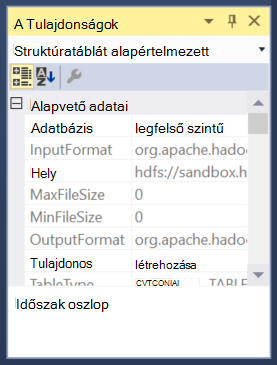 A Tulajdonságok
Struktúratáblát alapértelmezett
Alapvető adatai
Adatbázis legfelső szintű
InputFormat org.apache.hado
Hely hdfs://sandbox.h
MaxFileSize 0
MinFileSize 0
OutputFormat org.apache.hado
Tulajdonos létrehozása
TableType TABLE
Időszak oszlop